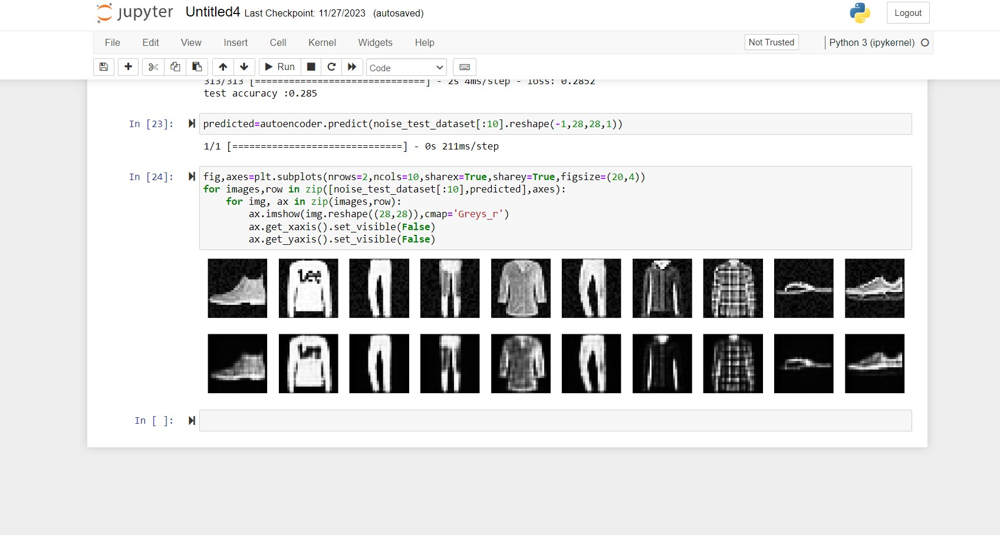 jupyter Untitled4 Last Checkpoint: 11/27/2023 (autosaved)
Logout
File Edit View Insert Cell Kernel Widgets Help
Not Trusted
Python 3 (ipykernel)
Run
Code
313/313 [==============================] - 2s 4ms/step - loss: 0.2852
test accuracy :0.285
In [23]:
predicted=autoencoder.predict(noise_test_dataset[:10].reshape(-1,28,28,1))
1/1 [==============================] - 0s 211ms/step
In [24]:
fig,axes=plt.subplots(nrows=2,ncols=10,sharex=True,sharey=True,figsize=(20,4))
for images,row in zip([noise_test_dataset[:10],predicted],axes):
    for img, ax in zip(images,row):
        ax.imshow(img.reshape((28,28)),cmap='Greys_r')
        ax.get_xaxis().set_visible(False)
        ax.get_yaxis().set_visible(False)
Lee
In [ ]: